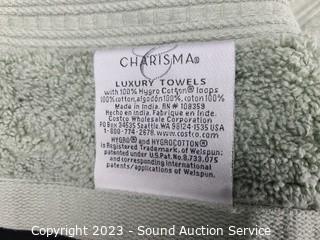 C
CHARISMA®
LUXURY TOWELS
with 100% Hygro Cotton® loops
100% cotton, algodón 100%, coton 100%
Made in India. RN # 108359
Hecho en India. Fabriqué en Inde.
Costco Wholesale Corporation
PO BOX 34535 Seattle, WA 98124-1535 USA
1-800-774-2678 www.costco.com
HYGRO® and HYGROCOTTON®
is Registered Trademark. of Welspun;
patented under U.S. Pat. No. 8,733,075
and corresponding international
patents and applications of Welspun.
Copyright © 2023 - Sound Auction Service